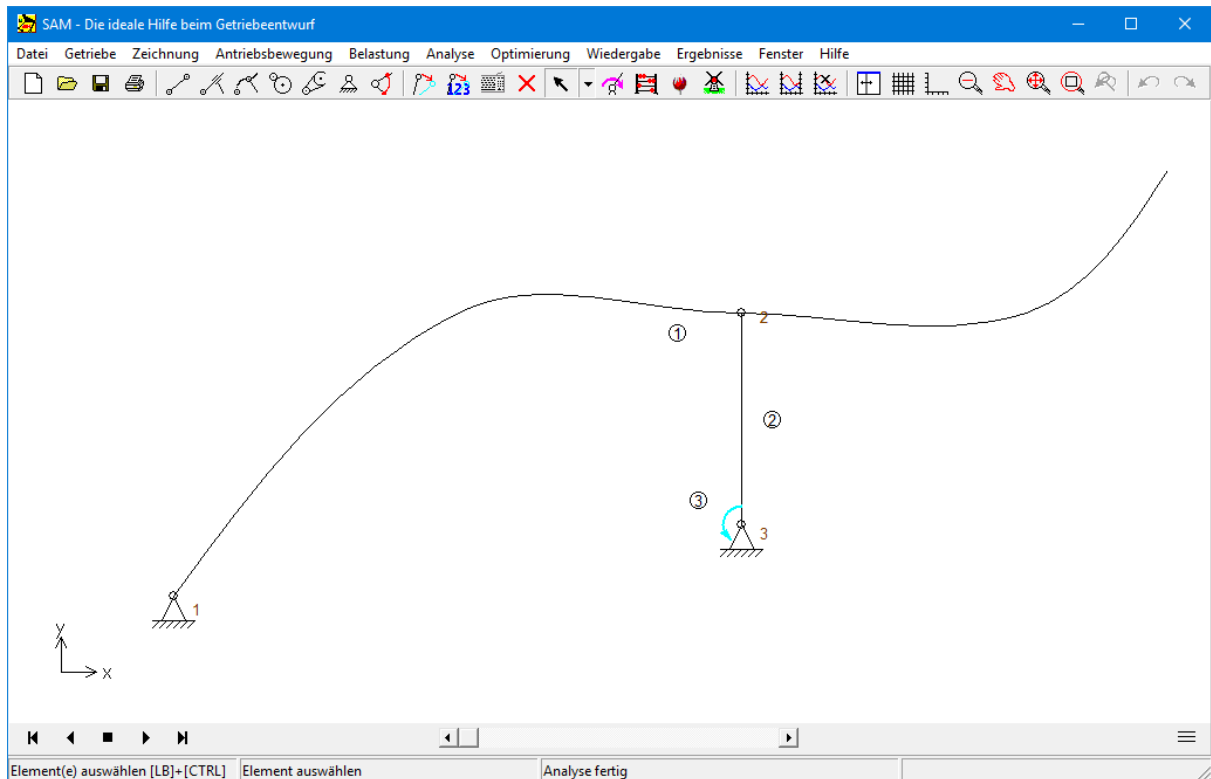 SAM - Die ideale Hilfe beim Getriebeentwurf
Datei Getriebe Zeichnung Antriebsbewegung Belastung Analyse Optimierung Wiedergabe Ergebnisse Fenster Hilfe
123
2
1
2
3
3
1
y
x
Element(e) auswählen [LB]+[CTRL] Element auswählen Analyse fertig